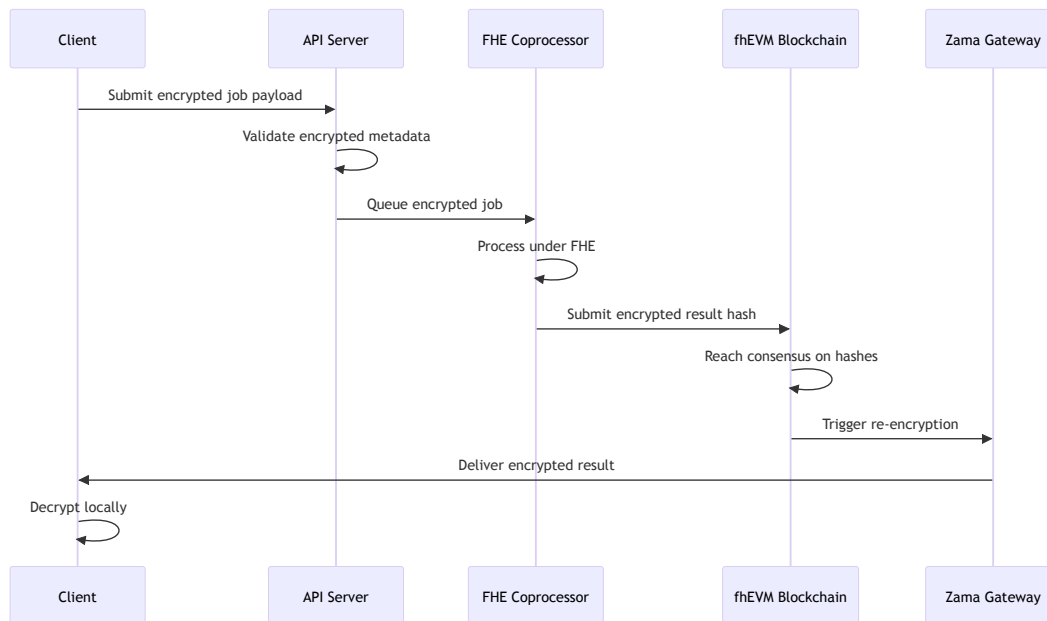 Client
API Server
FHE Coprocessor
fhEVM Blockchain
Zama Gateway
Submit encrypted job payload
Validate encrypted metadata
Queue encrypted job
Process under FHE
Submit encrypted result hash
Reach consensus on hashes
Trigger re-encryption
Deliver encrypted result
Decrypt locally
Client
API Server
FHE Coprocessor
fhEVM Blockchain
Zama Gateway